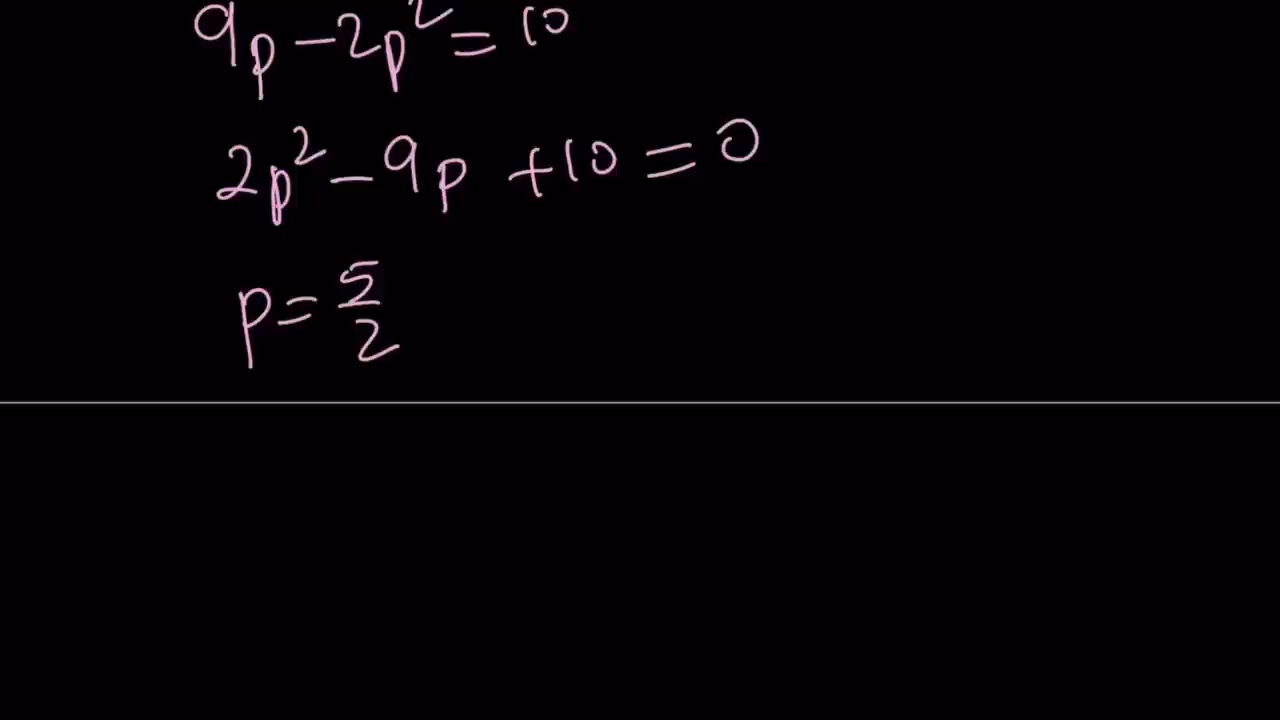 9p - 2p² = 10
2p² - 9p + 10 = 0
p = 5/2